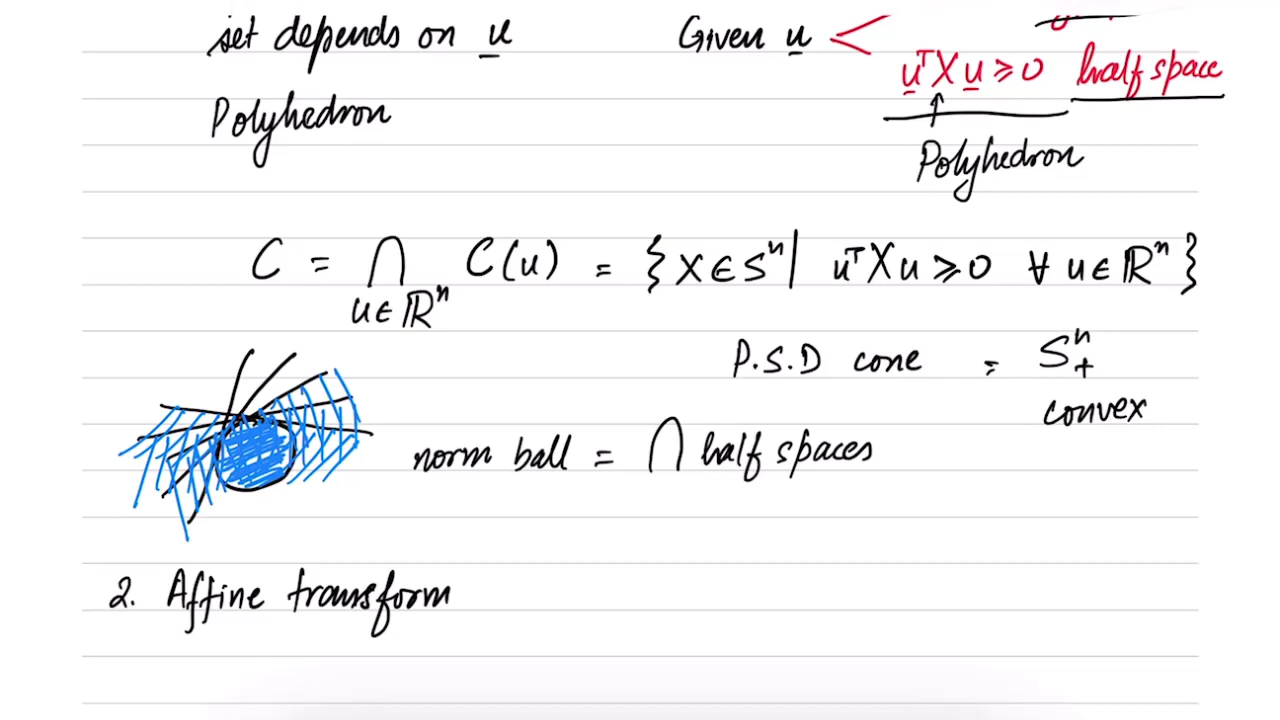 set depends on u
Given u <
uᵀXu ≥ 0 half space
Polyhedron
Polyhedron
C = ⋂ C(u) = { X ∈ Sⁿ | uᵀXu ≥ 0 ∀ u ∈ ℝⁿ }
u ∈ ℝⁿ
P.S.D cone = Sⁿ₊
convex
norm ball = ⋂ half spaces
2. Affine transform